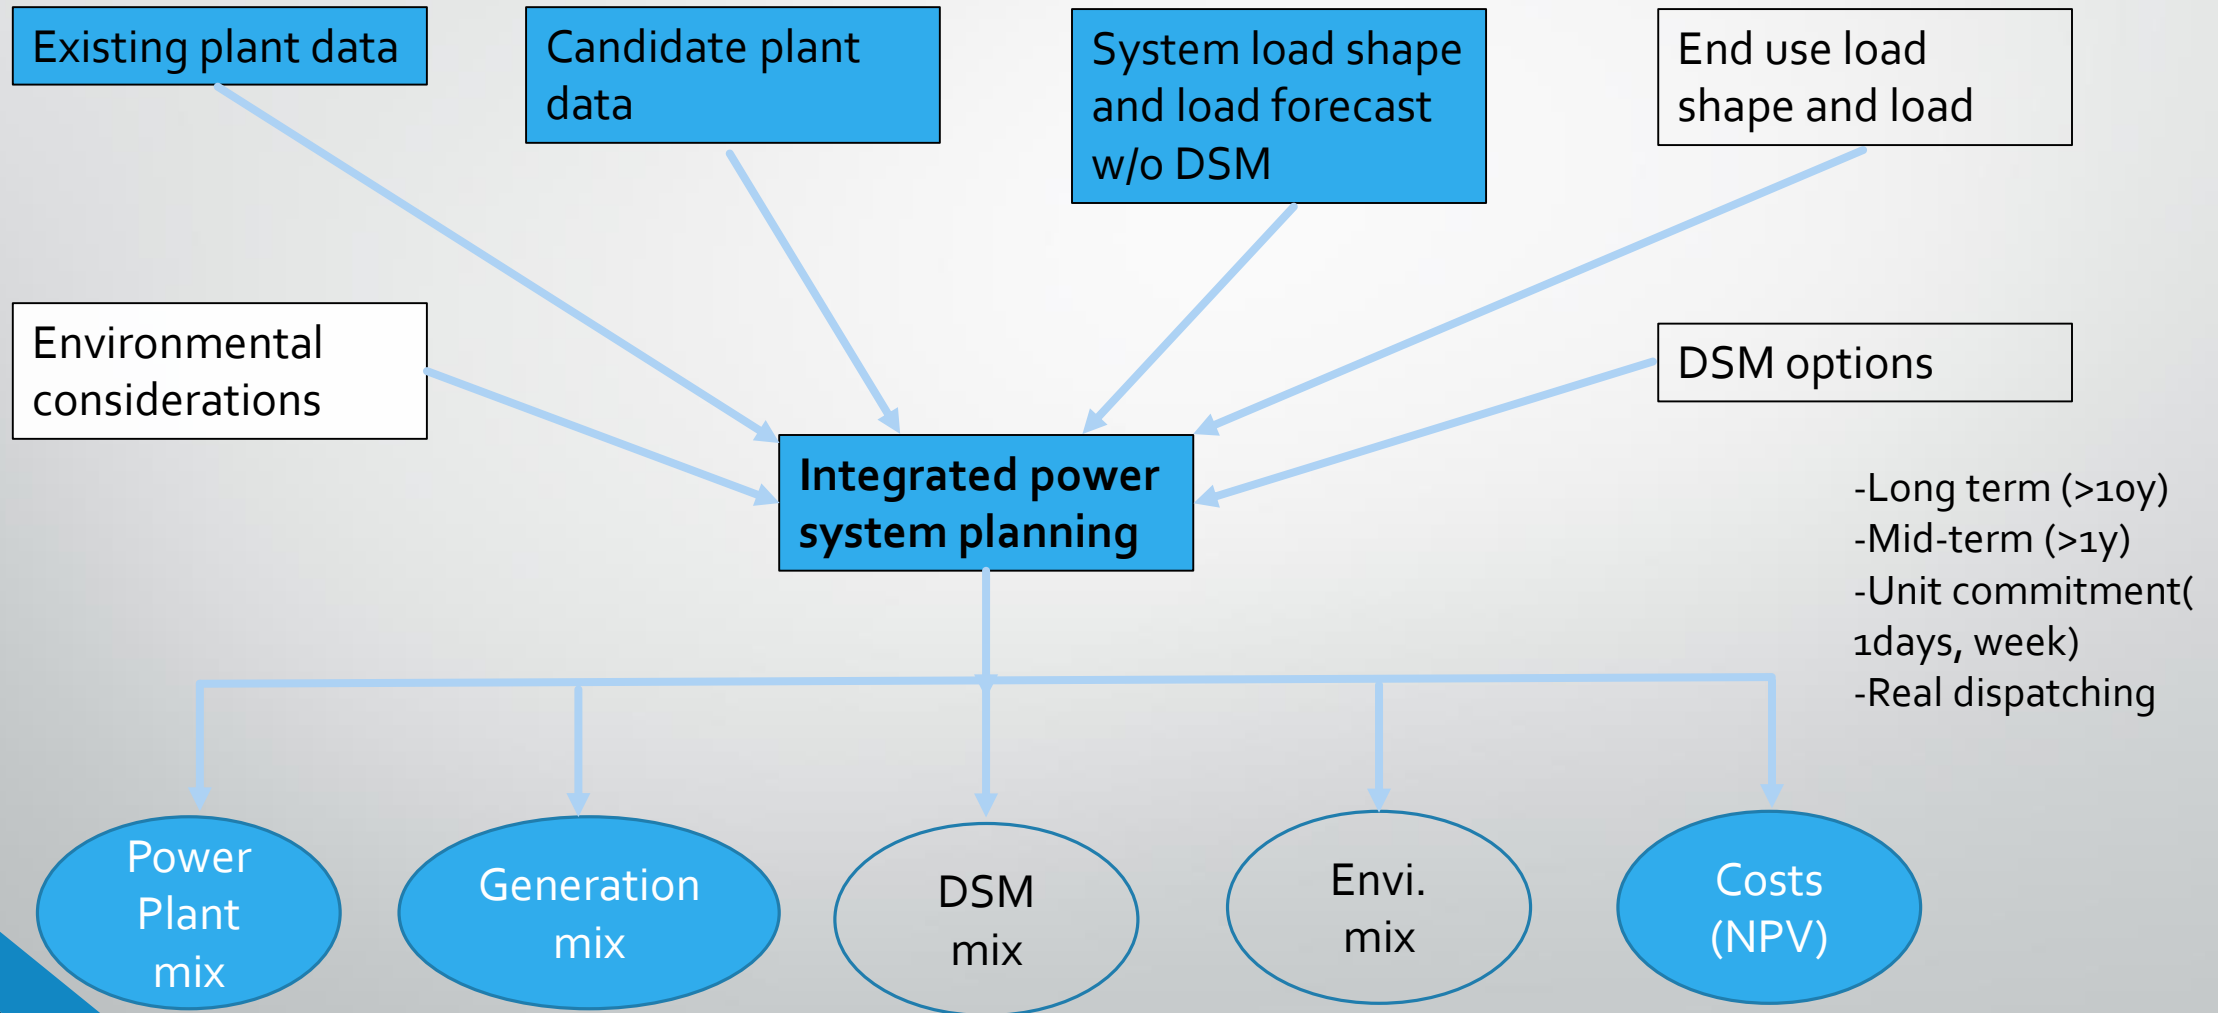 Existing plant data
Candidate plant
data
System load shape
and load forecast
w/o DSM
End use load
shape and load
Environmental
considerations
DSM options
Integrated power
system planning
-Long term (>10y)
-Mid-term (>1y)
-Unit commitment(
1days, week)
-Real dispatching
Power
Plant
mix
Generation
mix
DSM
mix
Envi.
mix
Costs
(NPV)